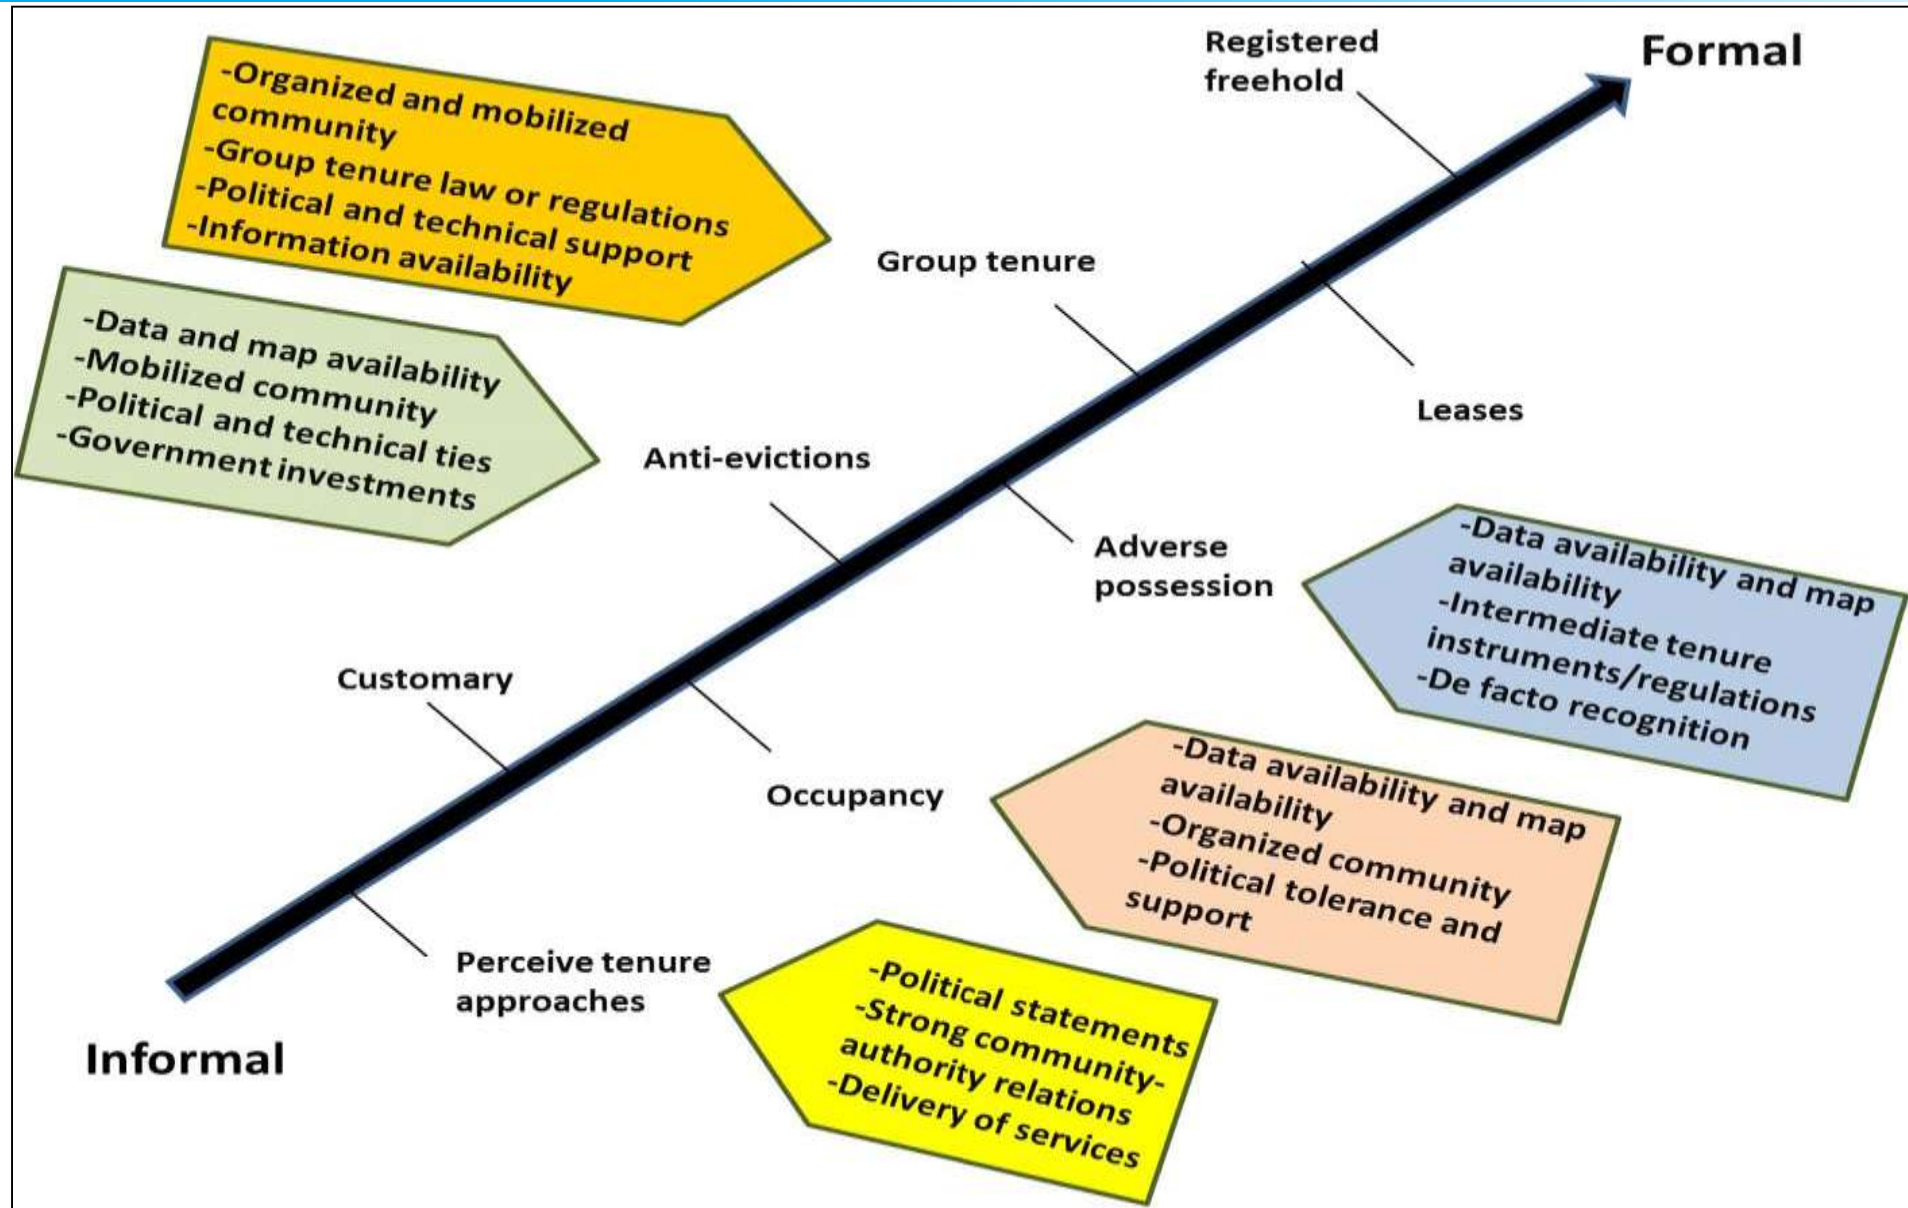 Registered
freehold
Formal
-Organized and mobilized
community
-Group tenure law or regulations
-Political and technical support
-Information availability
Group tenure
-Data and map availability
-Mobilized community
-Political and technical ties
-Government investments
Leases
Anti-evictions
Adverse
possession
-Data availability and map
availability
-Intermediate tenure
instruments/regulations
-De facto recognition
Customary
Occupancy
-Data availability and map
availability
-Organized community
-Political tolerance and
support
Perceive tenure
approaches
-Political statements
-Strong community-
authority relations
-Delivery of services
Informal